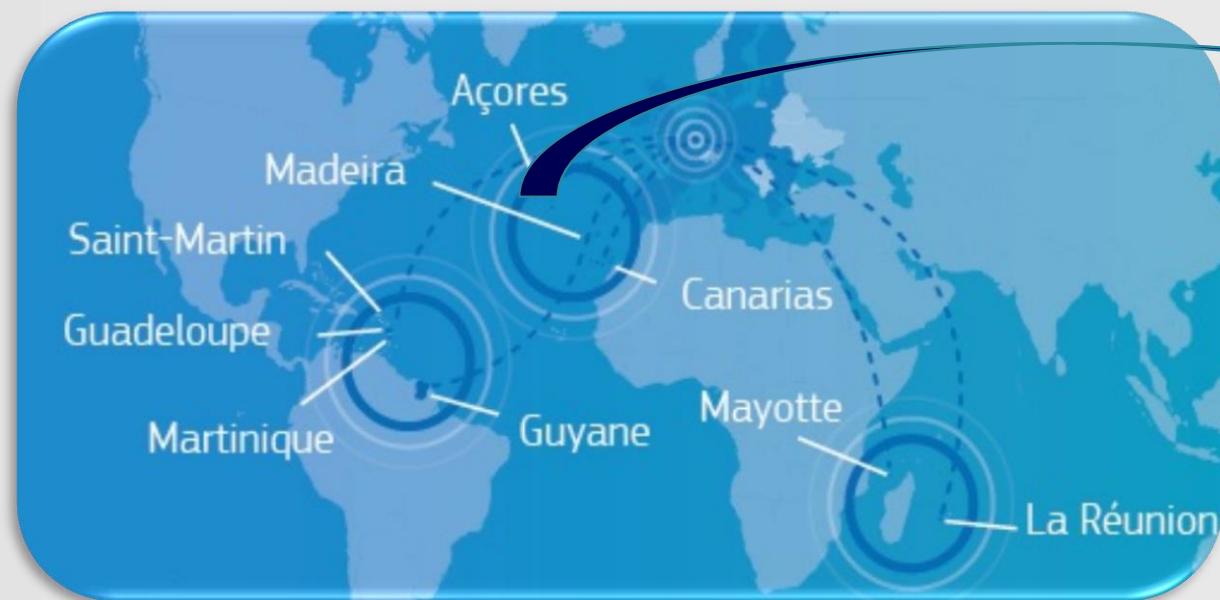 Açores
Madeira
Saint-Martin
Guadeloupe
Canarias
Mayotte
Martinique
Guyane
La Réunion